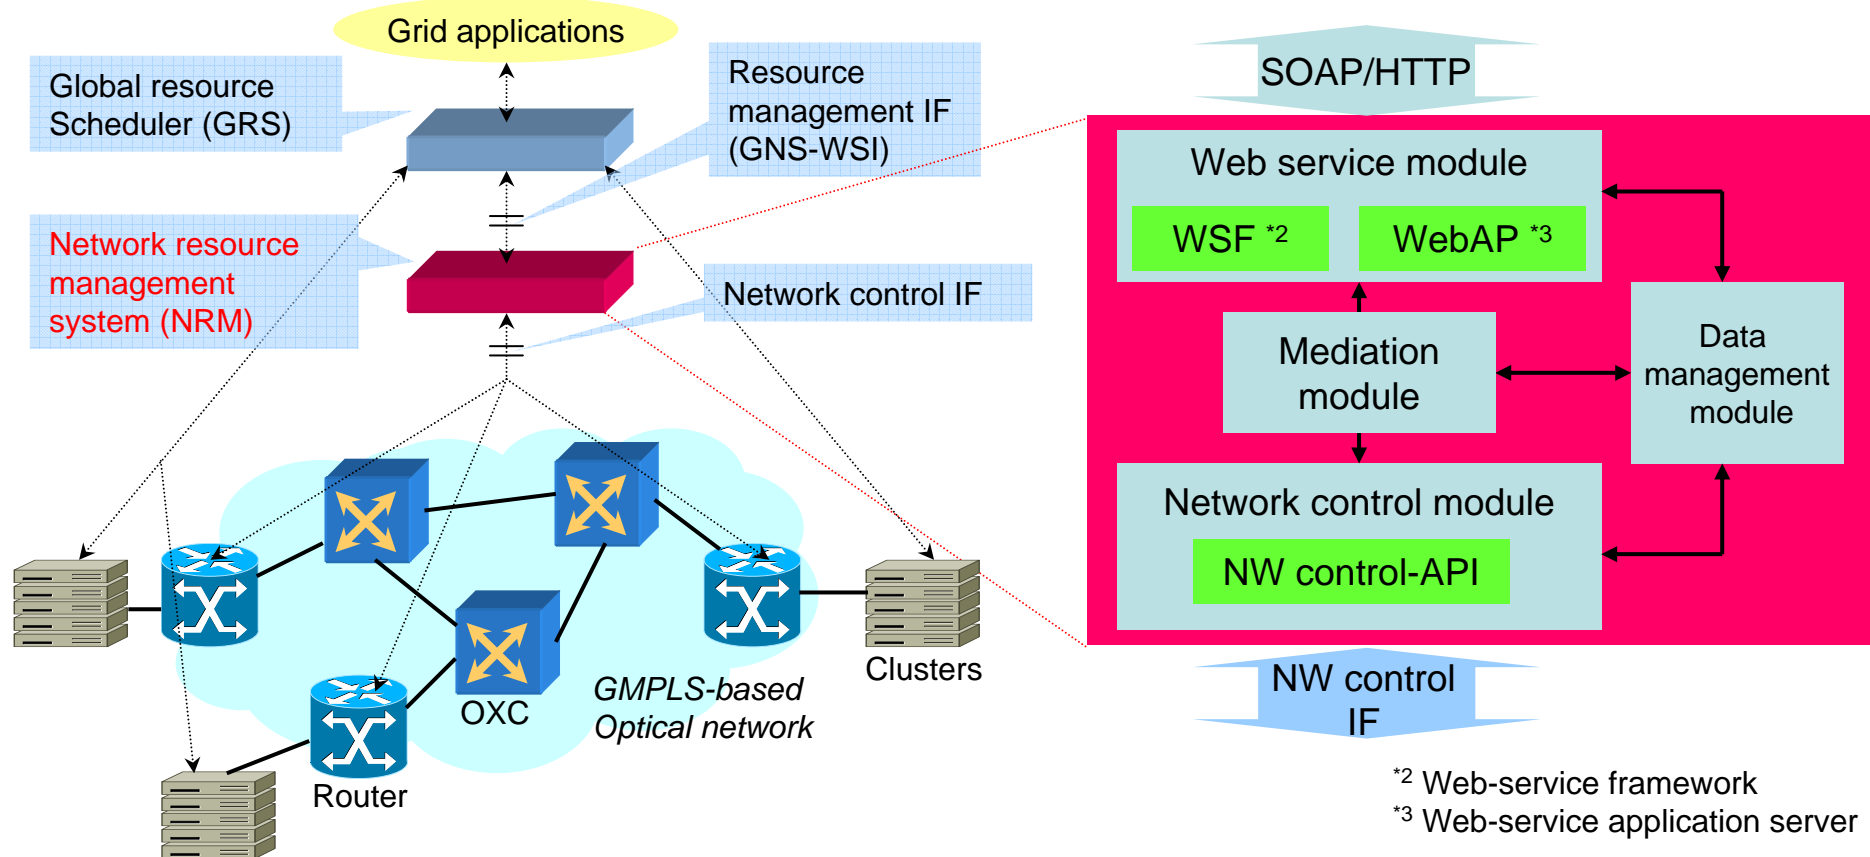 Grid applications
Global resource
Scheduler (GRS)
Resource
management IF
(GNS-WSI)
Network resource
management
system (NRM)
Network control IF
OXC
GMPLS-based
Optical network
Router
Clusters
SOAP/HTTP
Web service module
WSF *2
WebAP *3
Mediation
module
Data
management
module
Network control module
NW control-API
NW control
IF
*2 Web-service framework
*3 Web-service application server